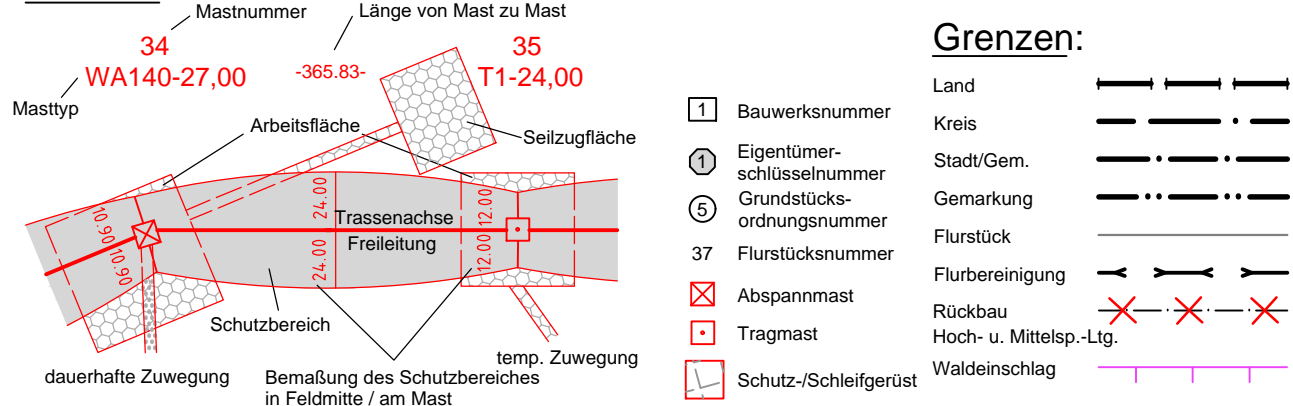 Mastnummer
Länge von Mast zu Mast
34
35
WA140-27,00
-365.83-
T1-24,00
Masttyp
Arbeitsfläche
Seilzugfläche
10.90
10.90
24.00
24.00
Trassenachse
Freileitung
12.00
12.00
Schutzbereich
dauerhafte Zuwegung
temp. Zuwegung
Bemaßung des Schutzbereiches
in Feldmitte / am Mast
1 Bauwerksnummer
1 Eigentümer-
schlüsselnummer
5 Grundstücks-
ordnungsnummer
37 Flurstücksnummer
Abspannmast
Tragmast
Schutz-/Schleifgerüst
Grenzen:
Land
Kreis
Stadt/Gem.
Gemarkung
Flurstück
Flurbereinigung
Rückbau
Hoch- u. Mittelsp.-Ltg.
Waldeinschlag